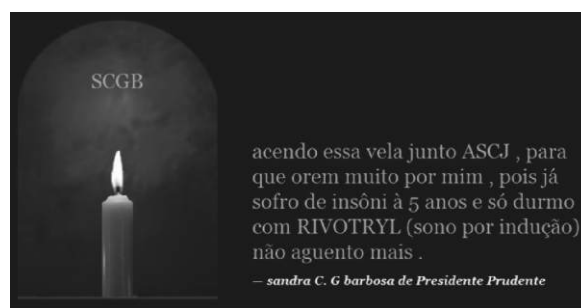 SCGB
acendo essa vela junto ASCJ , para
que orem muito por mim , pois já
sofro de insôni à 5 anos e só durmo
com RIVOTRYL (sono por indução)
não aguento mais .
— sandra C. G barbosa de Presidente Prudente